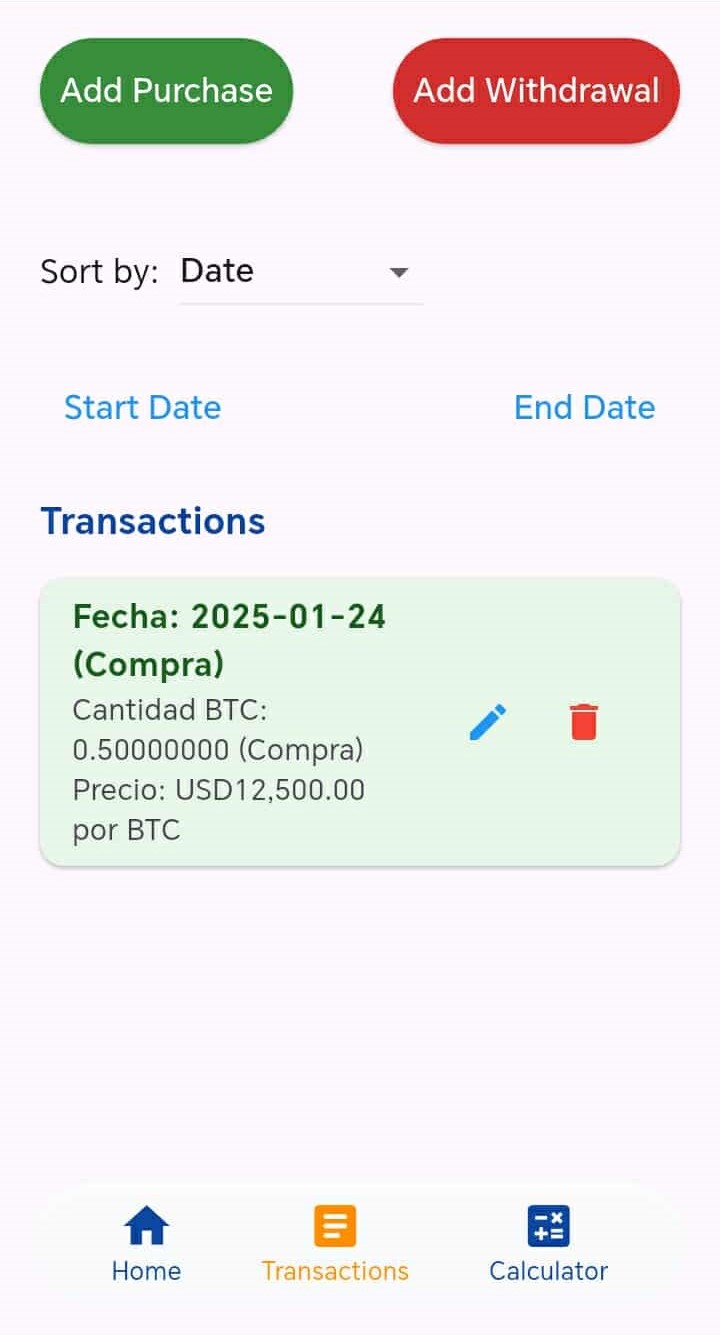 Add Purchase
Add Withdrawal
Sort by: Date
Start Date
End Date
Transactions
Fecha: 2025-01-24
(Compra)
Cantidad BTC:
0.50000000 (Compra)
Precio: USD12,500.00
por BTC
Home
Transactions
Calculator